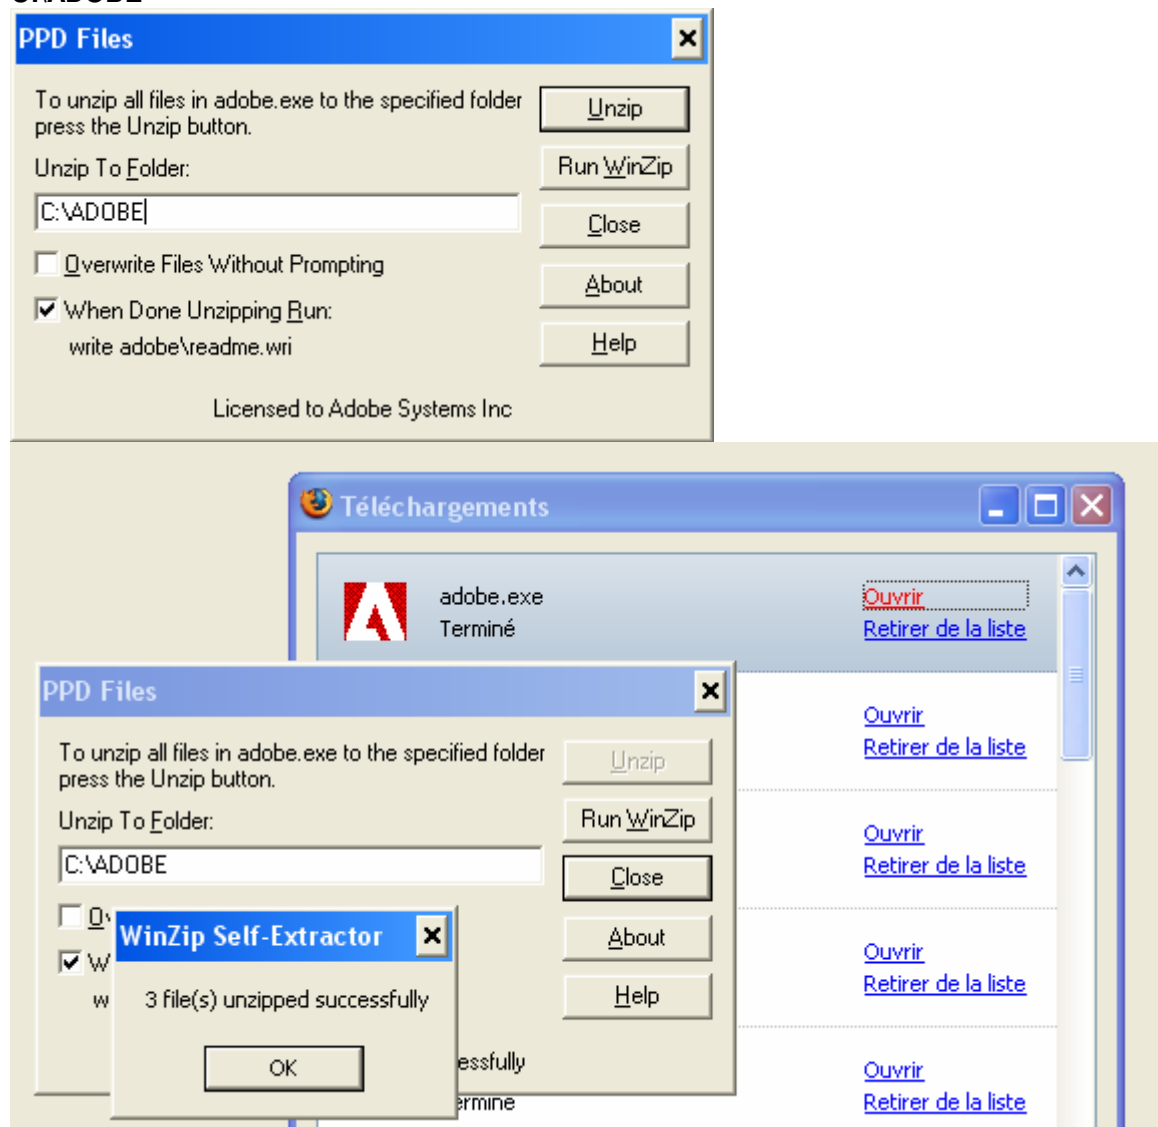 PPD Files
To unzip all files in adobe.exe to the specified folder
press the Unzip button.
Unzip
Unzip To Folder:
Run WinZip
C:\ADOBE
Close
Overwrite Files Without Prompting
About
When Done Unzipping Run:
write adobe\readme.wri
Help
Licensed to Adobe Systems Inc
Téléchargements
adobe.exe
Ouvrir
Terminé
Retirer de la liste
PPD Files
Ouvrir
Retirer de la liste
To unzip all files in adobe.exe to the specified folder
press the Unzip button.
Unzip
Unzip To Folder:
Run WinZip
Ouvrir
Retirer de la liste
C:\ADOBE
Close
WinZip Self-Extractor
About
Ouvrir
Retirer de la liste
3 file(s) unzipped successfully
Help
OK
essfully
Ouvrir
Retirer de la liste